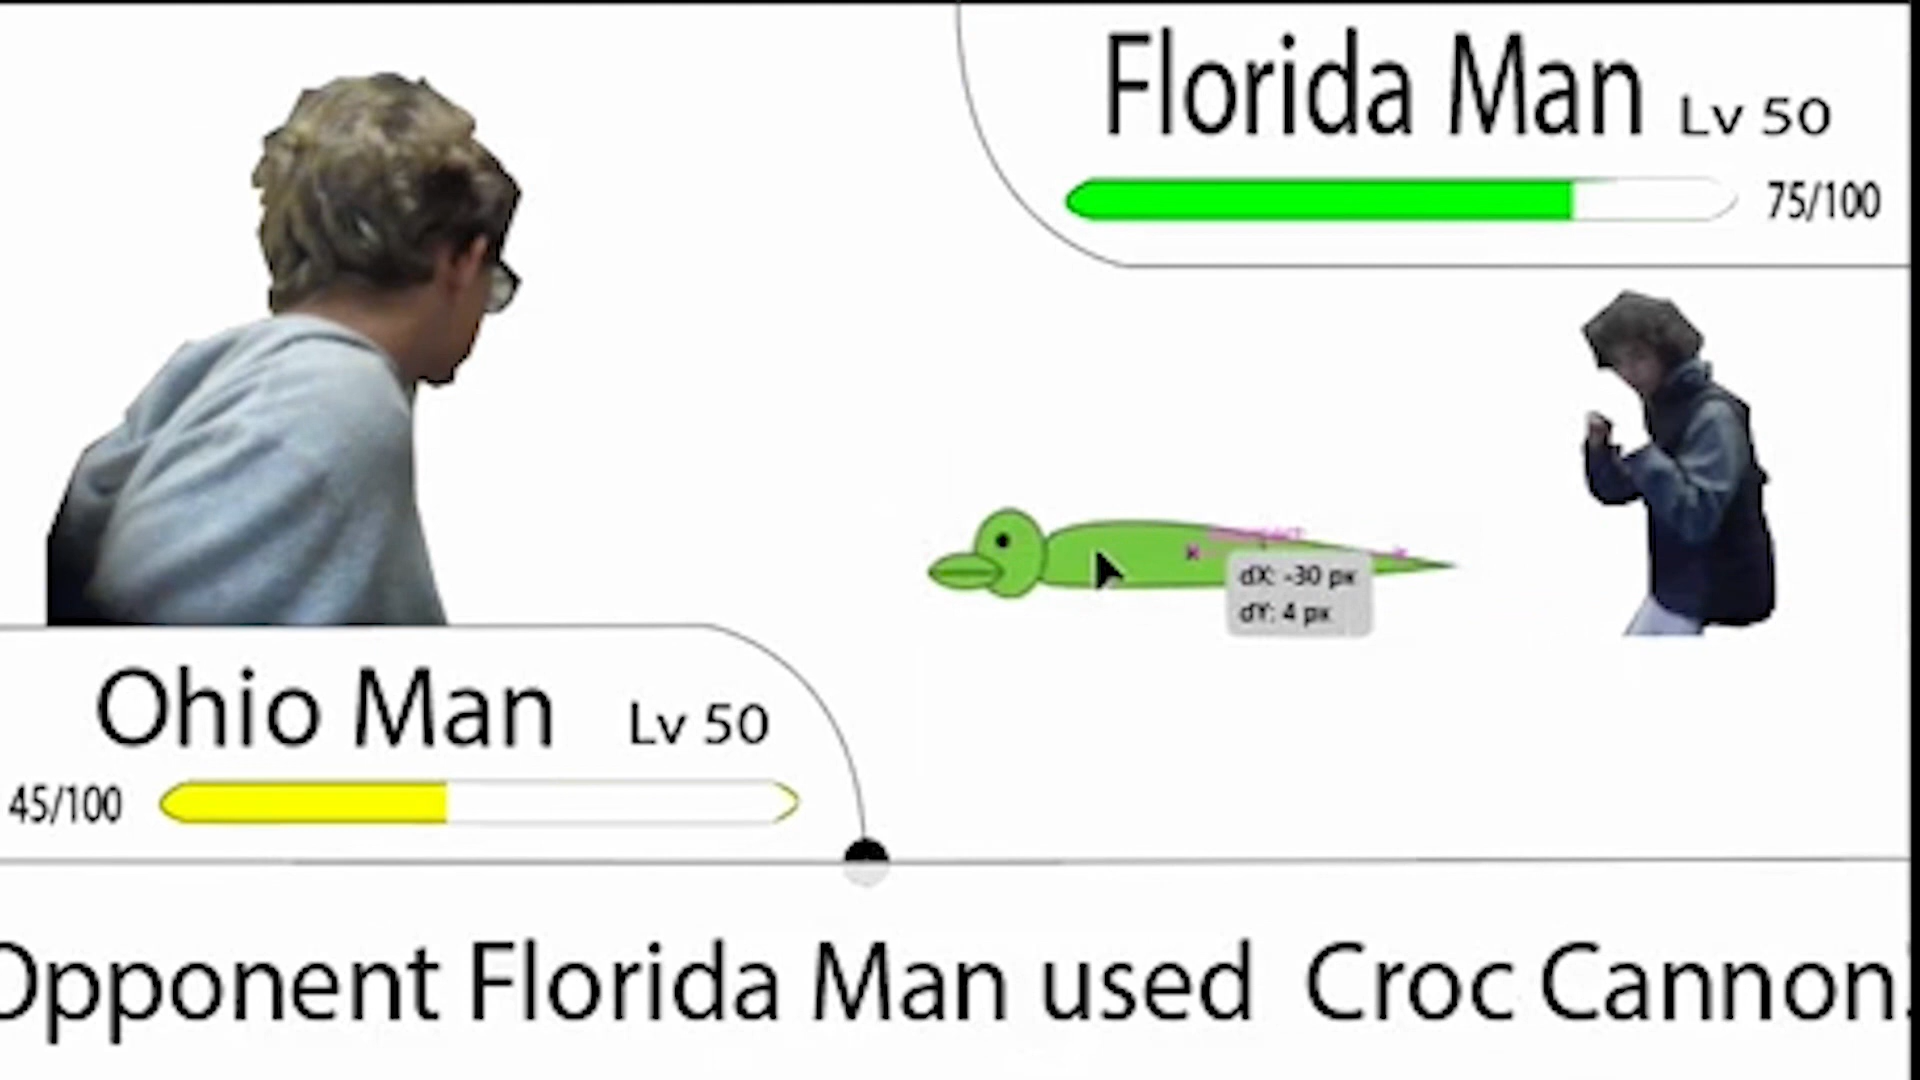 Florida Man Lv 50
75/100
dX: -30 px
dY: 4 px
Ohio Man Lv 50
45/100
Opponent Florida Man used Croc Cannon.